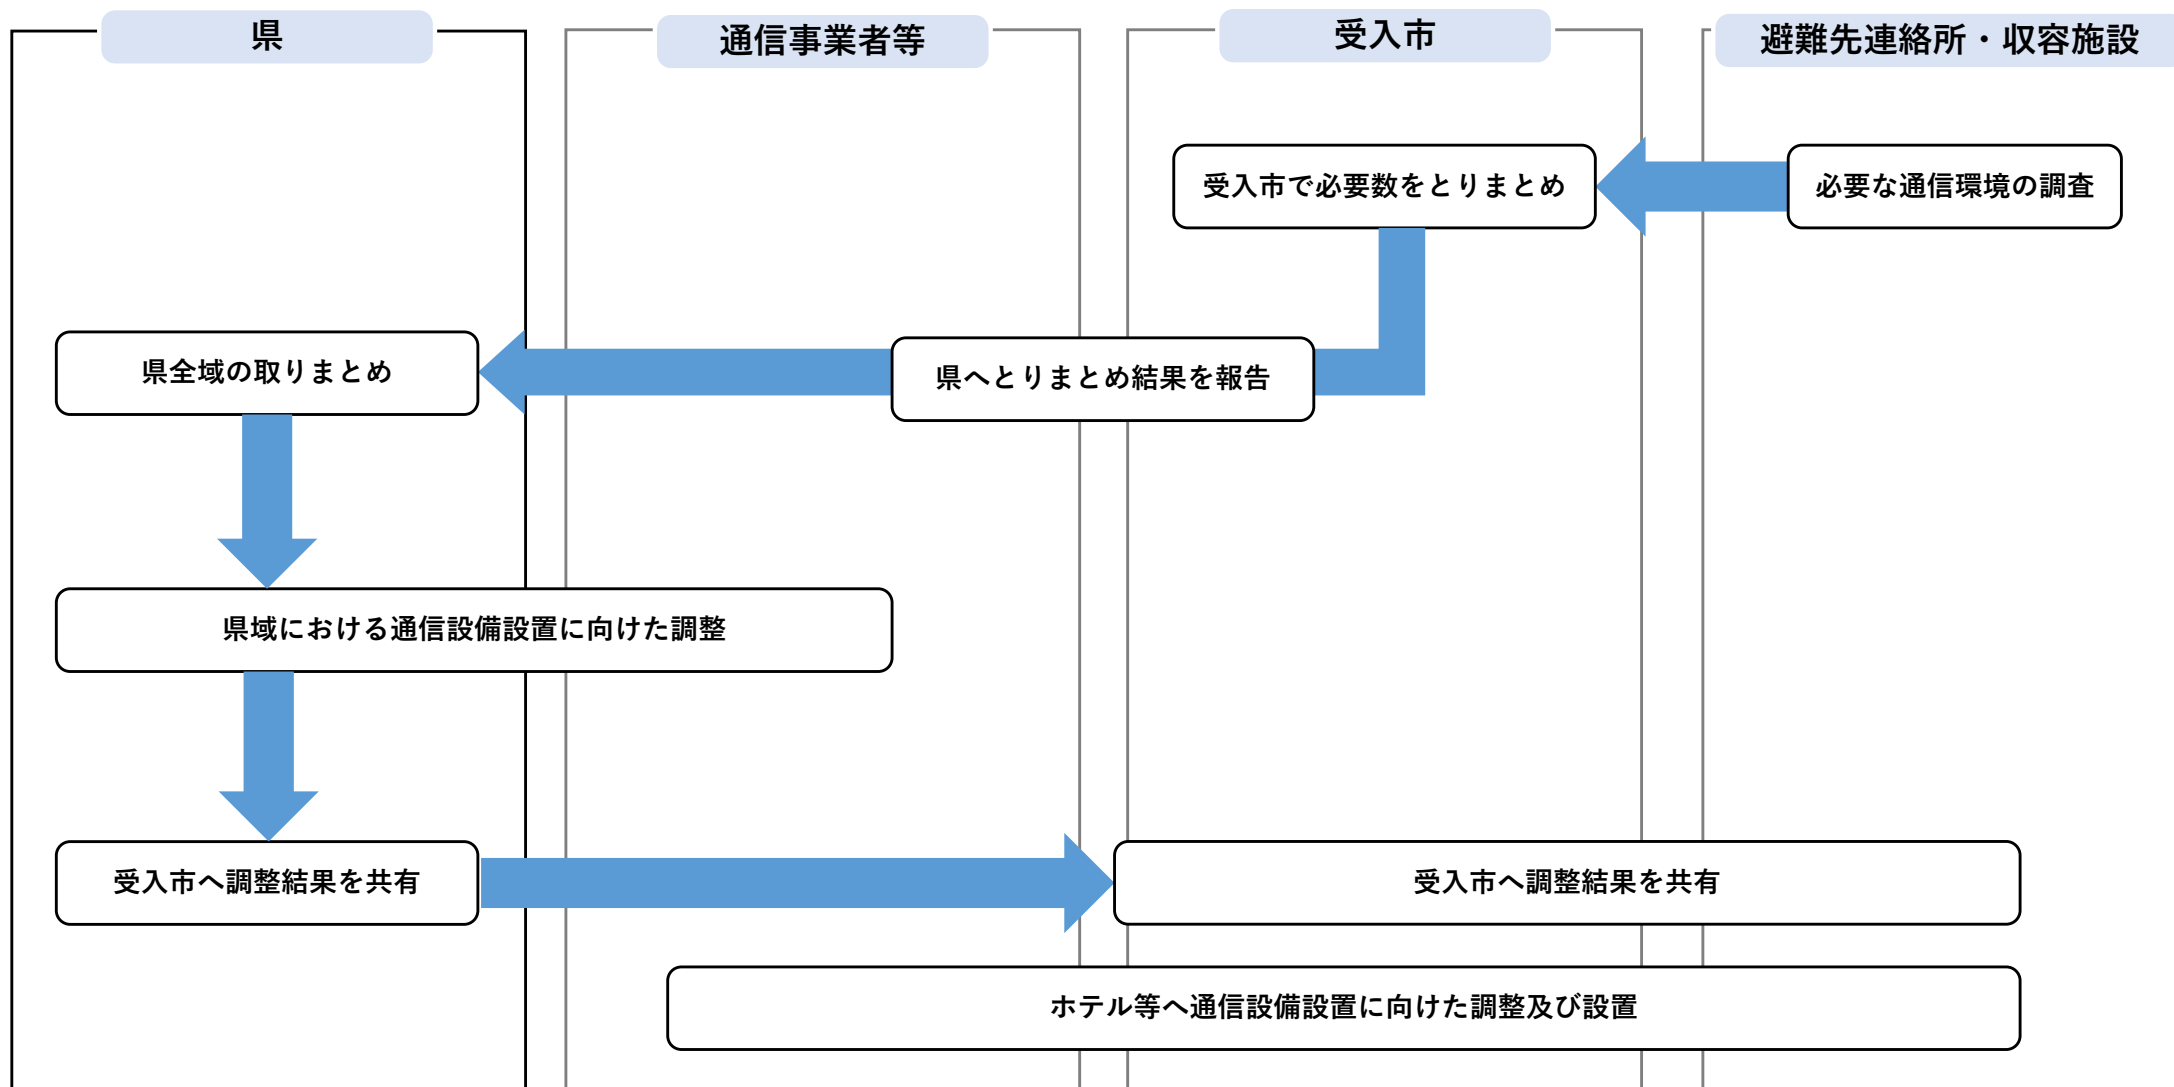 県
通信事業者等
受入市
避難先連絡所・収容施設
受入市で必要数をとりまとめ
必要な通信環境の調査
県全域の取りまとめ
県へとりまとめ結果を報告
県域における通信設備設置に向けた調整
受入市へ調整結果を共有
受入市へ調整結果を共有
ホテル等へ通信設備設置に向けた調整及び設置